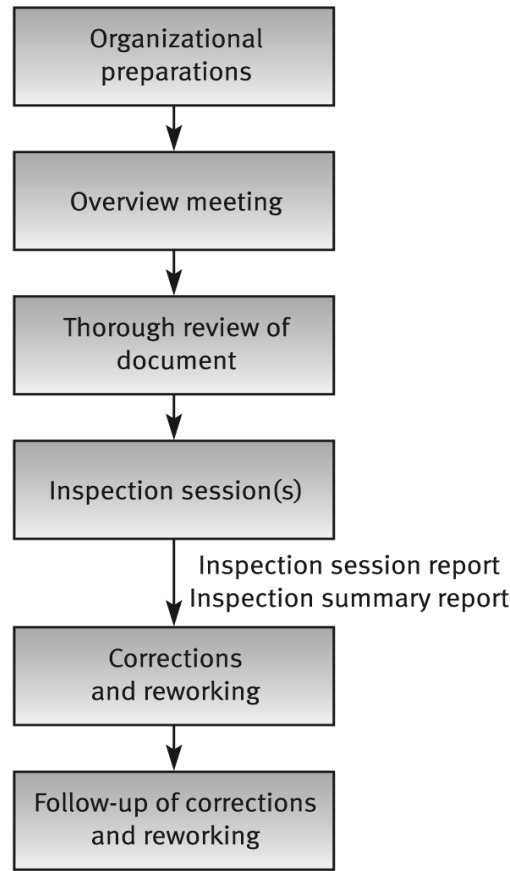 Organizational
preparations
Overview meeting
Thorough review of
document
Inspection session(s)
Inspection session report
Inspection summary report
Corrections
and reworking
Follow-up of corrections
and reworking